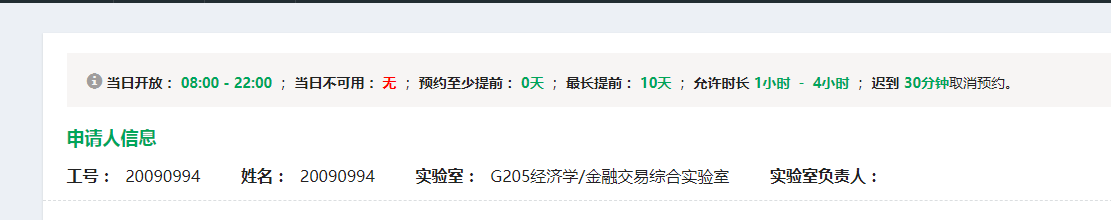 当日开放： 08:00 - 22:00 ； 当日不可用：无 ； 预约至少提前： 0天 ； 最长提前： 10天 ； 允许时长 1小时 - 4小时 ； 迟到 30分钟取消预约。
申请人信息
工号： 20090994 姓名： 20090994 实验室： G205经济学/金融交易综合实验室 实验室负责人：